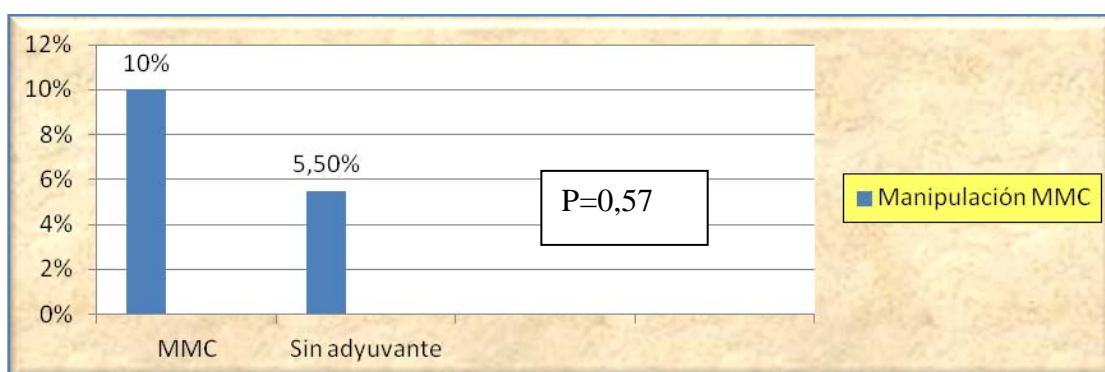 12%
10%
8%
6%
4%
2%
0%
10%
5,50%
P=0,57
MMC
Sin adyuvante
Manipulación MMC